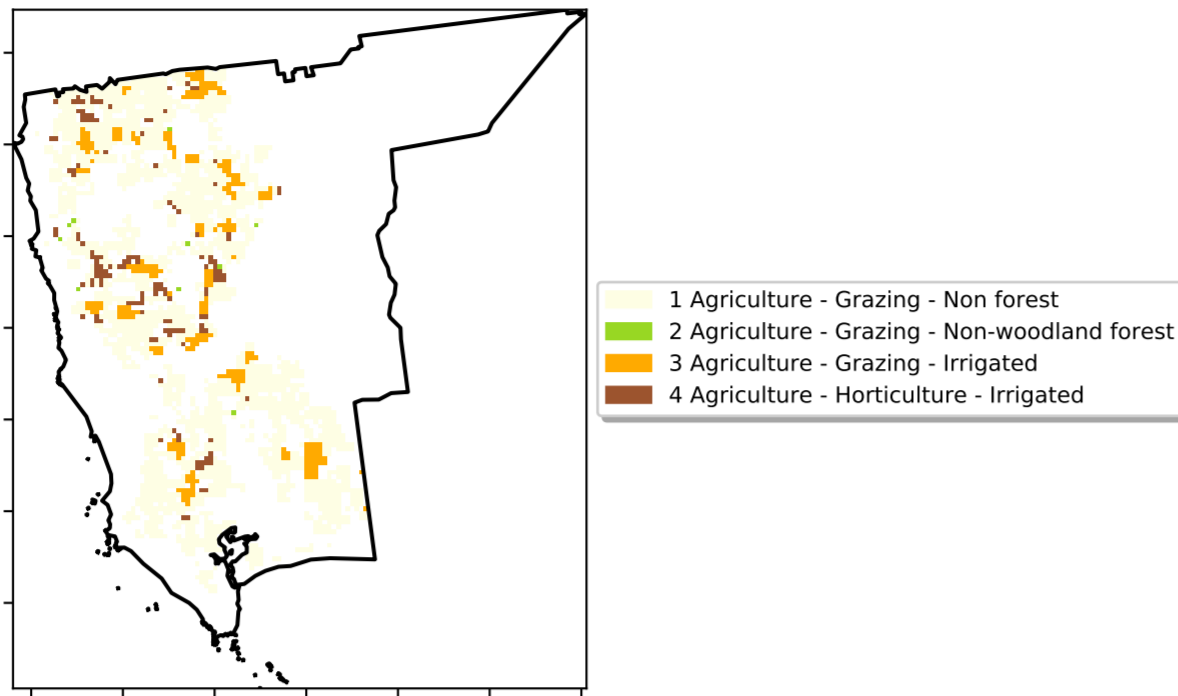 1 Agriculture - Grazing - Non forest
2 Agriculture - Grazing - Non-woodland forest
3 Agriculture - Grazing - Irrigated
4 Agriculture - Horticulture - Irrigated